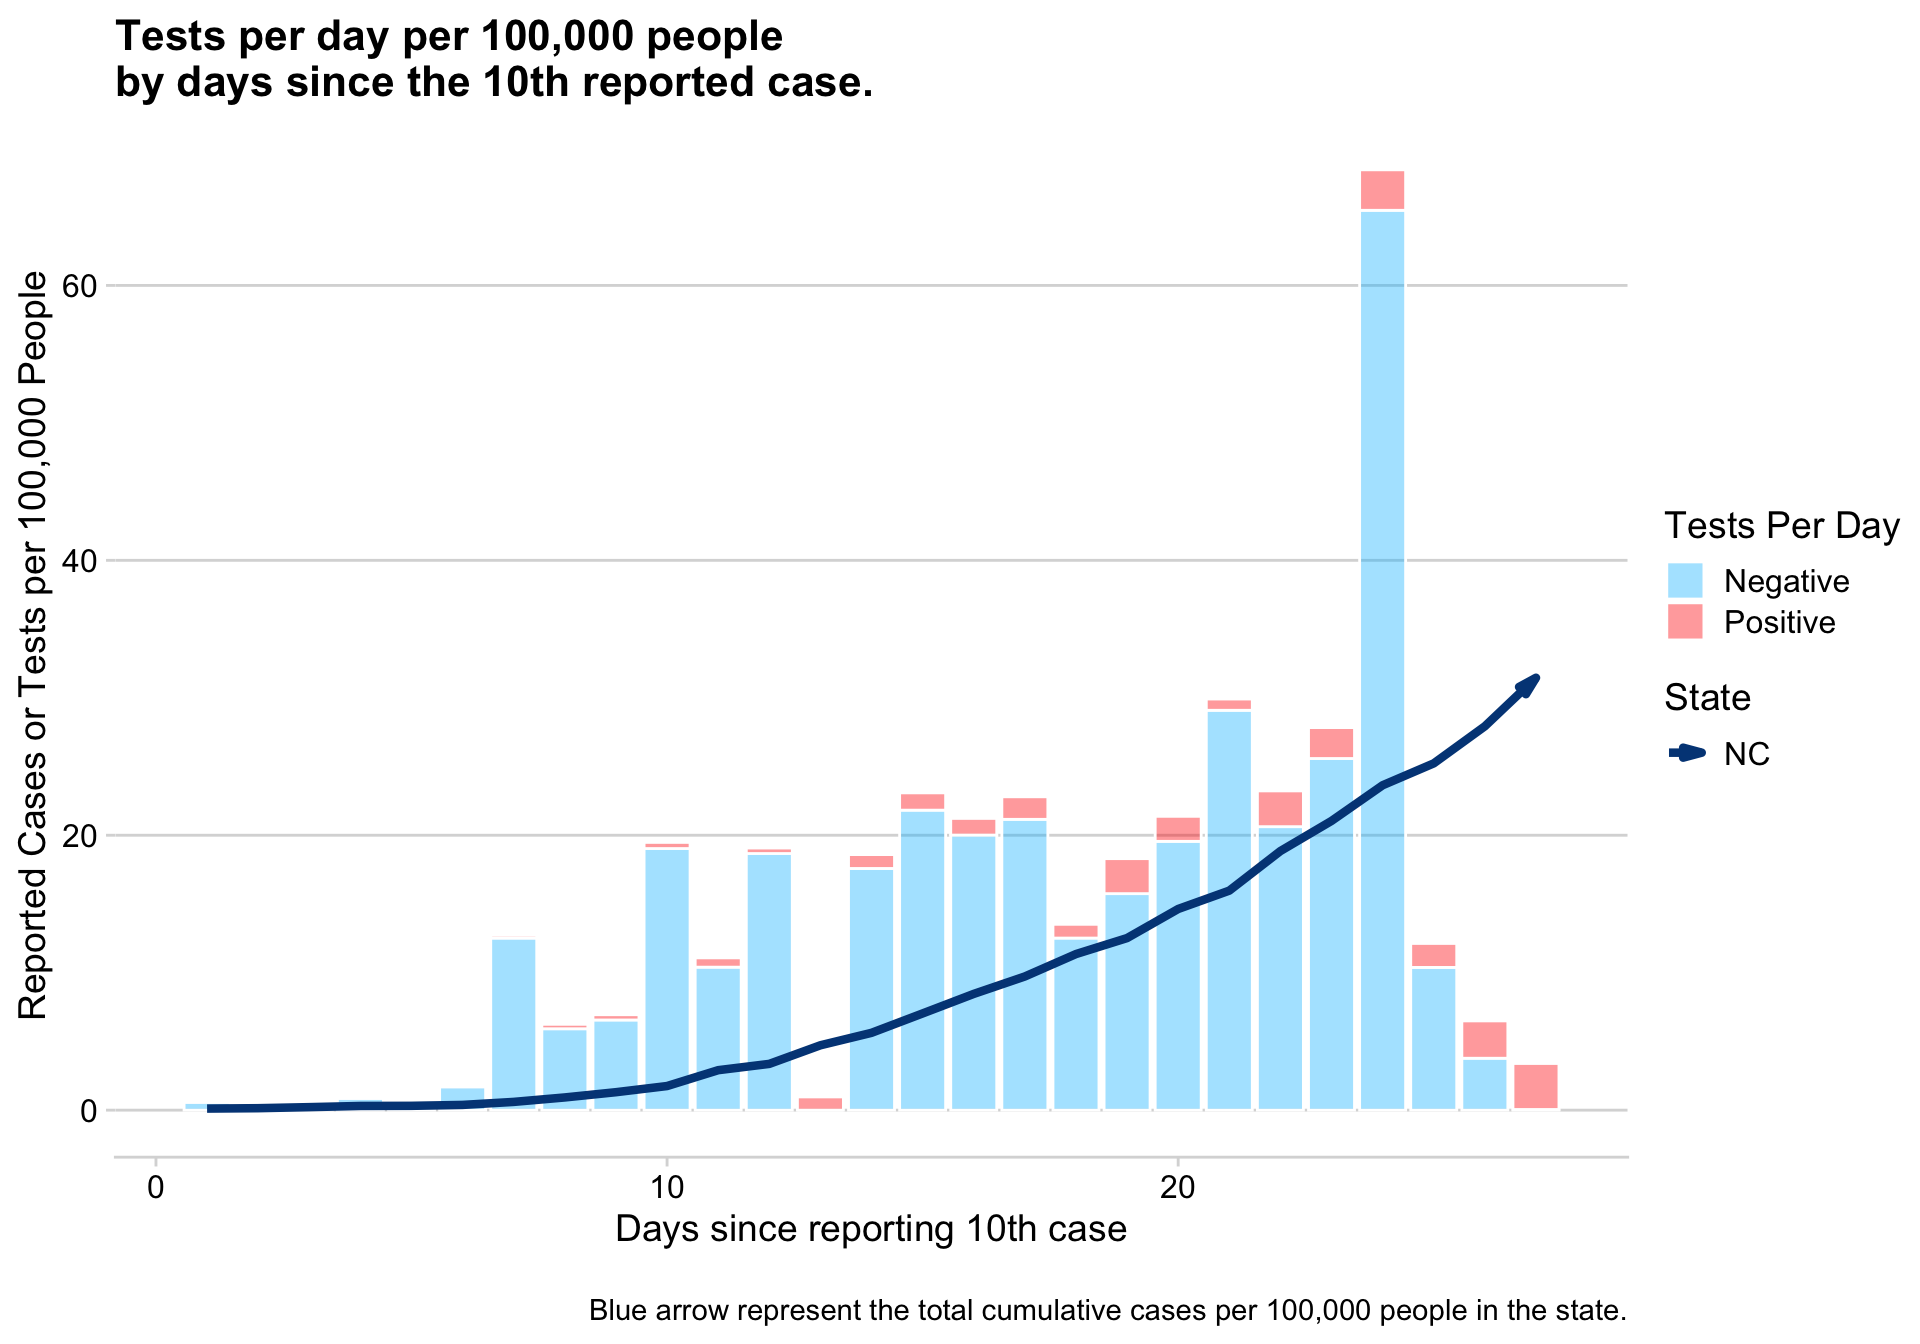 Tests per day per 100,000 people
by days since the 10th reported case.
Reported Cases or Tests per 100,000 People
60
40
20
0
0
10
20
Days since reporting 10th case
Tests Per Day
Negative
Positive
State
NC
Blue arrow represent the total cumulative cases per 100,000 people in the state.